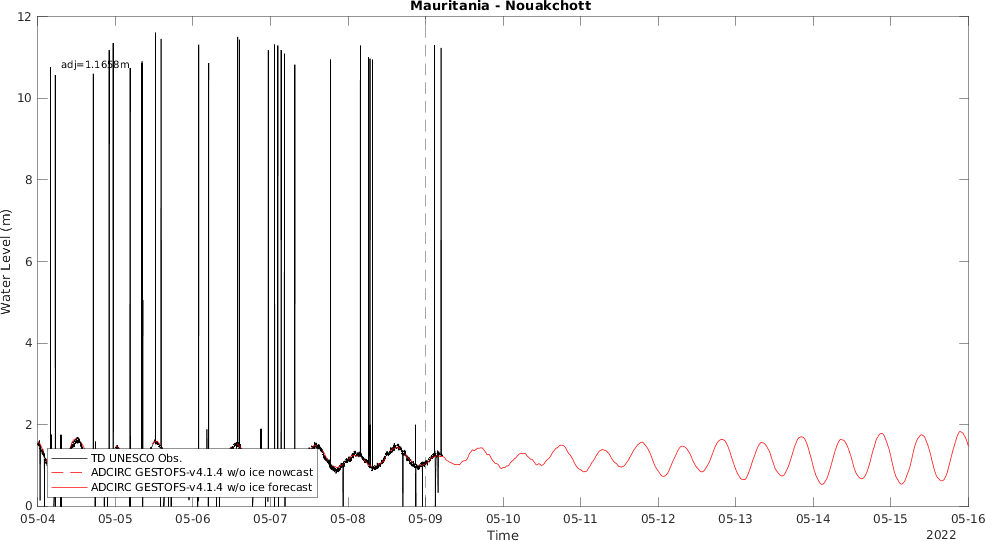 Mauritania - Nouakchott
12
10
8
6
4
2
0
Water Level (m)
adj=1.1658m
TD UNESCO Obs.
ADCIRC GESTOFS-v4.1.4 w/o ice nowcast
ADCIRC GESTOFS-v4.1.4 w/o ice forecast
05-04 05-05 05-06 05-07 05-08 05-09 05-10 05-11 05-12 05-13 05-14 05-15 05-16
Time
2022